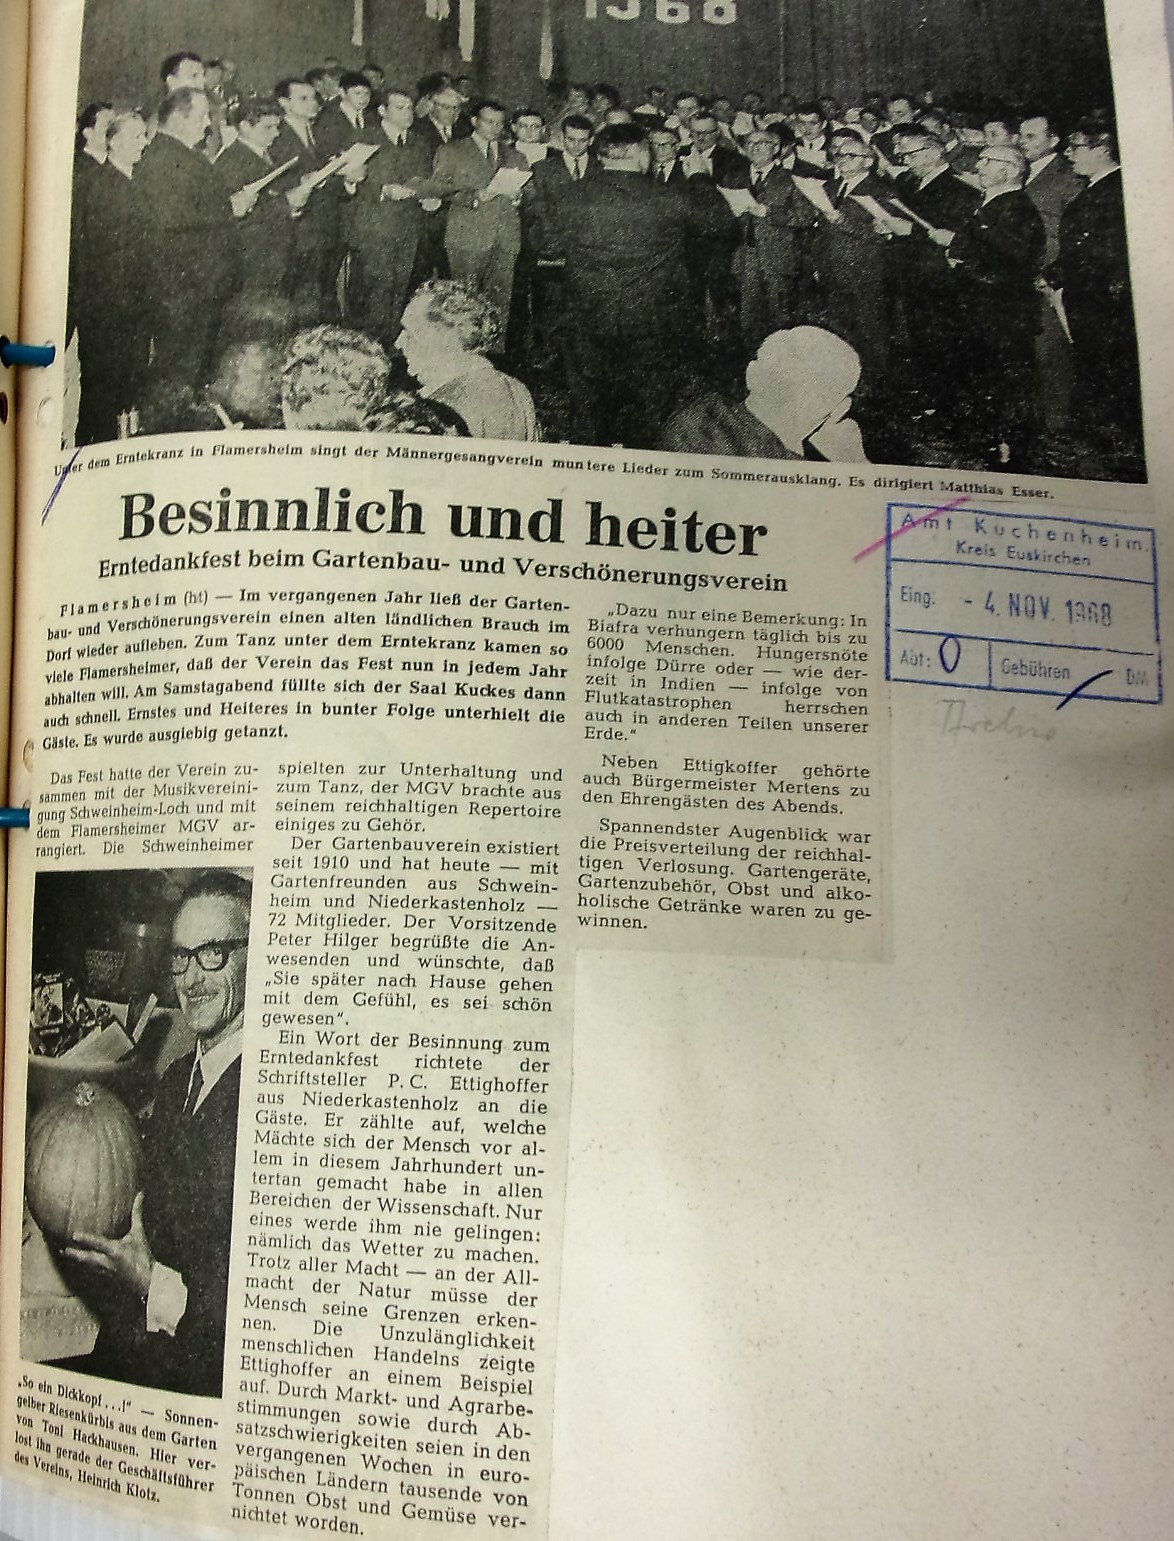 1968
Unter dem Erntekranz in Flamersheim singt der Männergesangverein muntere Lieder zum Sommerausklang. Es dirigiert Matthias Esser.
Besinnlich und heiter
Erntedankfest beim Gartenbau- und Verschönerungsverein
Amt Kuchenheim
Kreis Euskirchen
Eing. - 4. NOV. 1968
Abt: 0 Gebühren DM
Flamersheim (ht) — Im vergangenen Jahr ließ der Garten-
bau- und Verschönerungsverein einen alten ländlichen Brauch im
Dorf wieder aufleben. Zum Tanz unter dem Erntekranz kamen so
viele Flamersheimer, daß der Verein das Fest nun in jedem Jahr
abhalten will. Am Samstagabend füllte sich der Saal Kuckes dann
auch schnell. Ernstes und Heiteres in bunter Folge unterhielt die
Gäste. Es wurde ausgiebig getanzt.
Das Fest hatte der Verein zu-
sammen mit der Musikvereini-
gung Schweinheim-Loch und mit
dem Flamersheimer MGV ar-
rangiert. Die Schweinheimer
„So ein Dickkopf . . .!" — Sonnen-
gelber Riesenkürbis aus dem Garten
von Toni Hackhausen. Hier ver-
lost ihn gerade der Geschäftsführer
des Vereins, Heinrich Klotz.
spielten zur Unterhaltung und
zum Tanz, der MGV brachte aus
seinem reichhaltigen Repertoire
einiges zu Gehör.
Der Gartenbauverein existiert
seit 1910 und hat heute — mit
Gartenfreunden aus Schwein-
heim und Niederkastenholz —
72 Mitglieder. Der Vorsitzende
Peter Hilger begrüßte die An-
wesenden und wünschte, daß
„Sie später nach Hause gehen
mit dem Gefühl, es sei schön
gewesen".
Ein Wort der Besinnung zum
Erntedankfest richtete der
Schriftsteller P. C. Ettighoffer
aus Niederkastenholz an die
Gäste. Er zählte auf, welche
Mächte sich der Mensch vor al-
lem in diesem Jahrhundert un-
tertan gemacht habe in allen
Bereichen der Wissenschaft. Nur
eines werde ihm nie gelingen:
nämlich das Wetter zu machen.
Trotz aller Macht — an der All-
macht der Natur müsse der
Mensch seine Grenzen erken-
nen. Die Unzulänglichkeit
menschlichen Handelns zeigte
Ettighoffer an einem Beispiel
auf. Durch Markt- und Agrarbe-
stimmungen sowie durch Ab-
satzschwierigkeiten seien in den
vergangenen Wochen in euro-
päischen Ländern tausende von
Tonnen Obst und Gemüse ver-
nichtet worden.
„Dazu nur eine Bemerkung: In
Biafra verhungern täglich bis zu
6000 Menschen. Hungersnöte
infolge Dürre oder — wie der-
zeit in Indien — infolge von
Flutkatastrophen herrschen
auch in anderen Teilen unserer
Erde."
Neben Ettigkoffer gehörte
auch Bürgermeister Mertens zu
den Ehrengästen des Abends.
Spannendster Augenblick war
die Preisverteilung der reichhal-
tigen Verlosung. Gartengeräte,
Gartenzubehör, Obst und alko-
holische Getränke waren zu ge-
winnen.